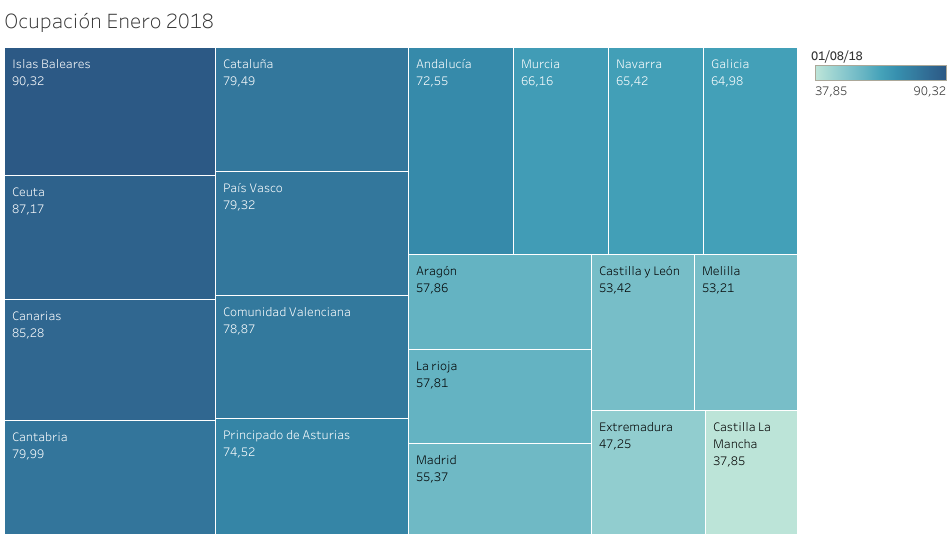 Ocupación Enero 2018
Islas Baleares
90,32
Ceuta
87,17
Canarias
85,28
Cantabria
79,99
Cataluña
79,49
País Vasco
79,32
Comunidad Valenciana
78,87
Principado de Asturias
74,52
Andalucía
72,55
Murcia
66,16
Navarra
65,42
Galicia
64,98
Aragón
57,86
La rioja
57,81
Madrid
55,37
Castilla y León
53,42
Melilla
53,21
Extremadura
47,25
Castilla La
Mancha
37,85
01/08/18
37,85 90,32